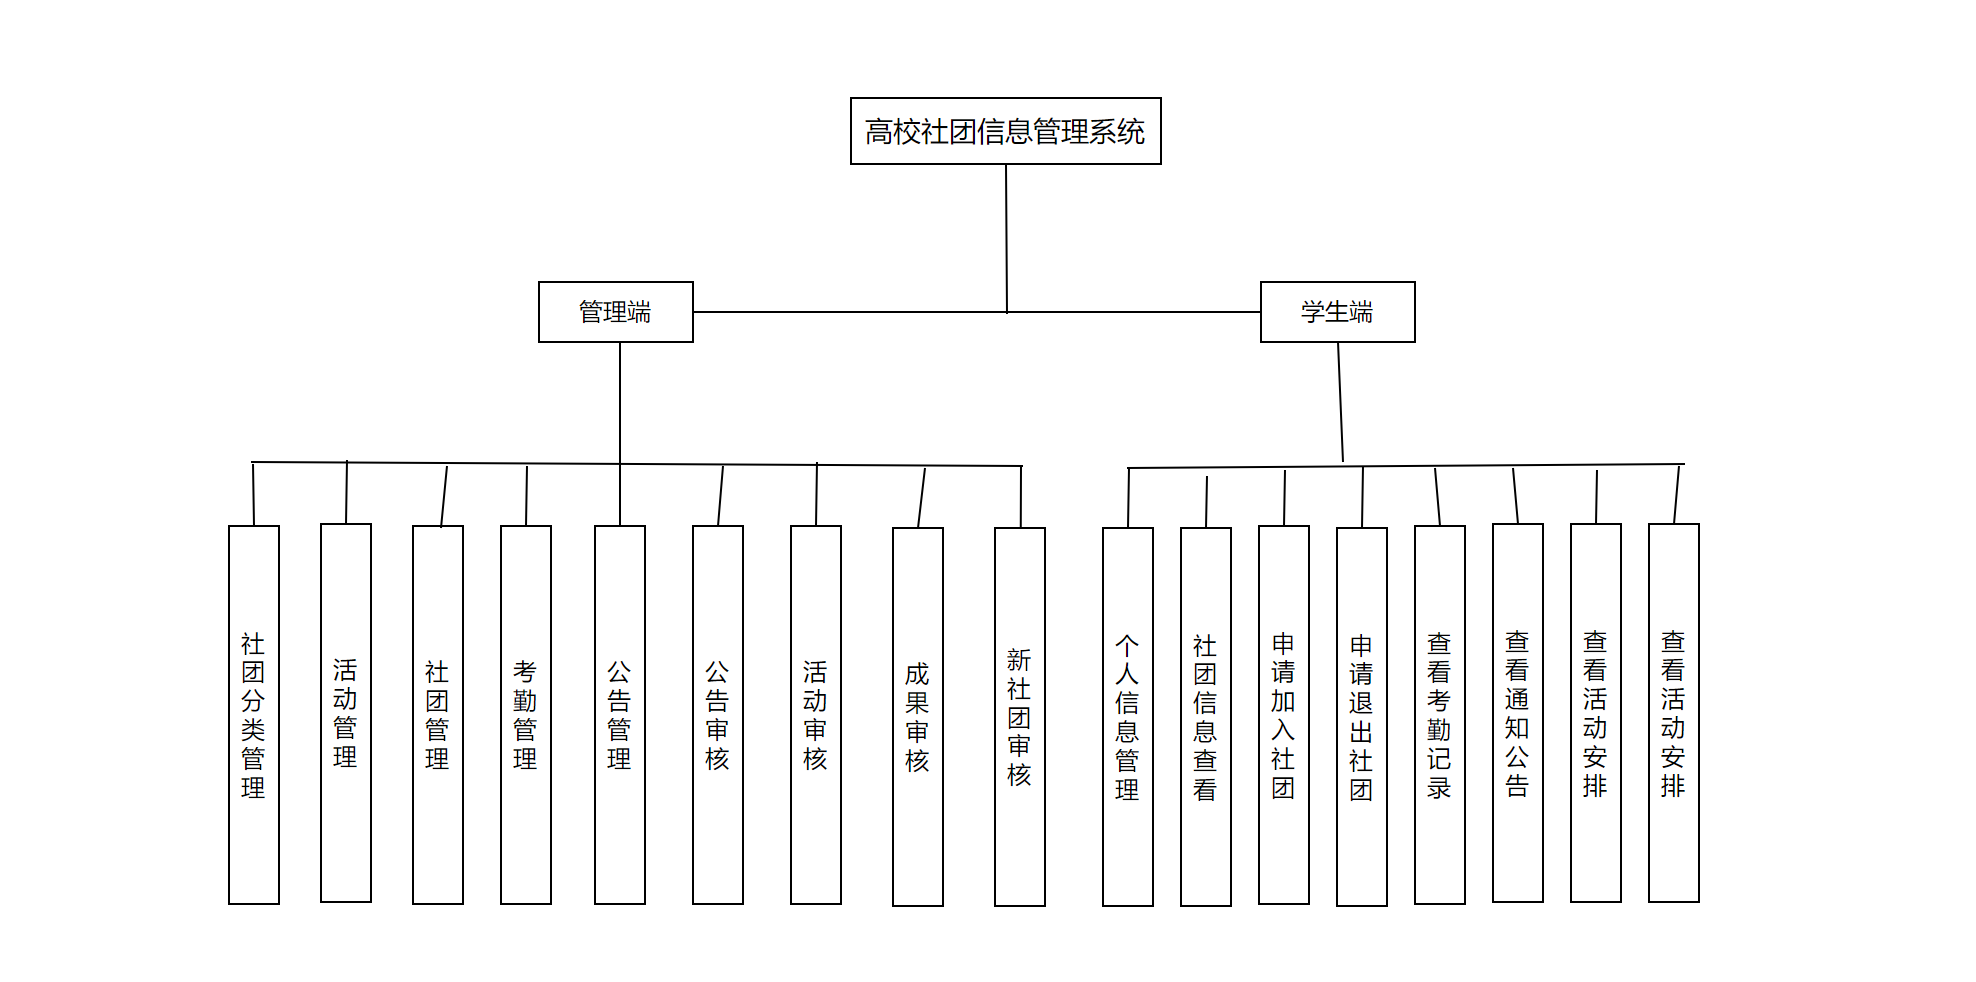 高校社团信息管理系统
管理端
学生端
社团分类管理
活动管理
社团管理
考勤管理
公告管理
公告审核
活动审核
成果审核
新社团审核
个人信息管理
社团信息查看
申请加入社团
申请退出社团
查看考勤记录
查看通知公告
查看活动安排
查看活动安排